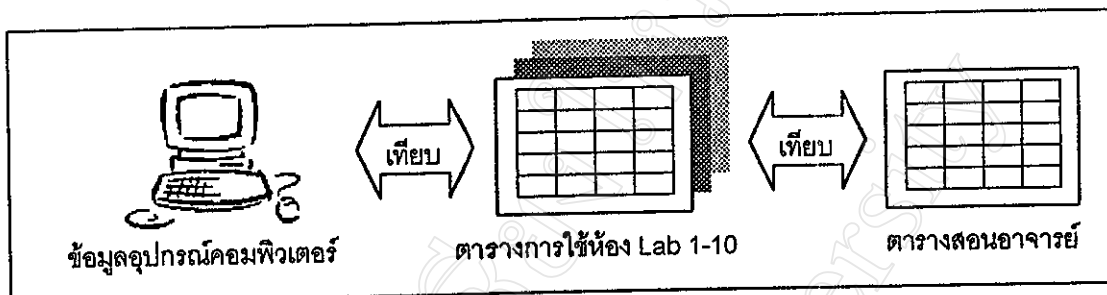 เทียบ
เทียบ
ข้อมูลอุปกรณ์คอมพิวเตอร์
ตารางการใช้ห้อง Lab 1-10
ตารางสอนอาจารย์